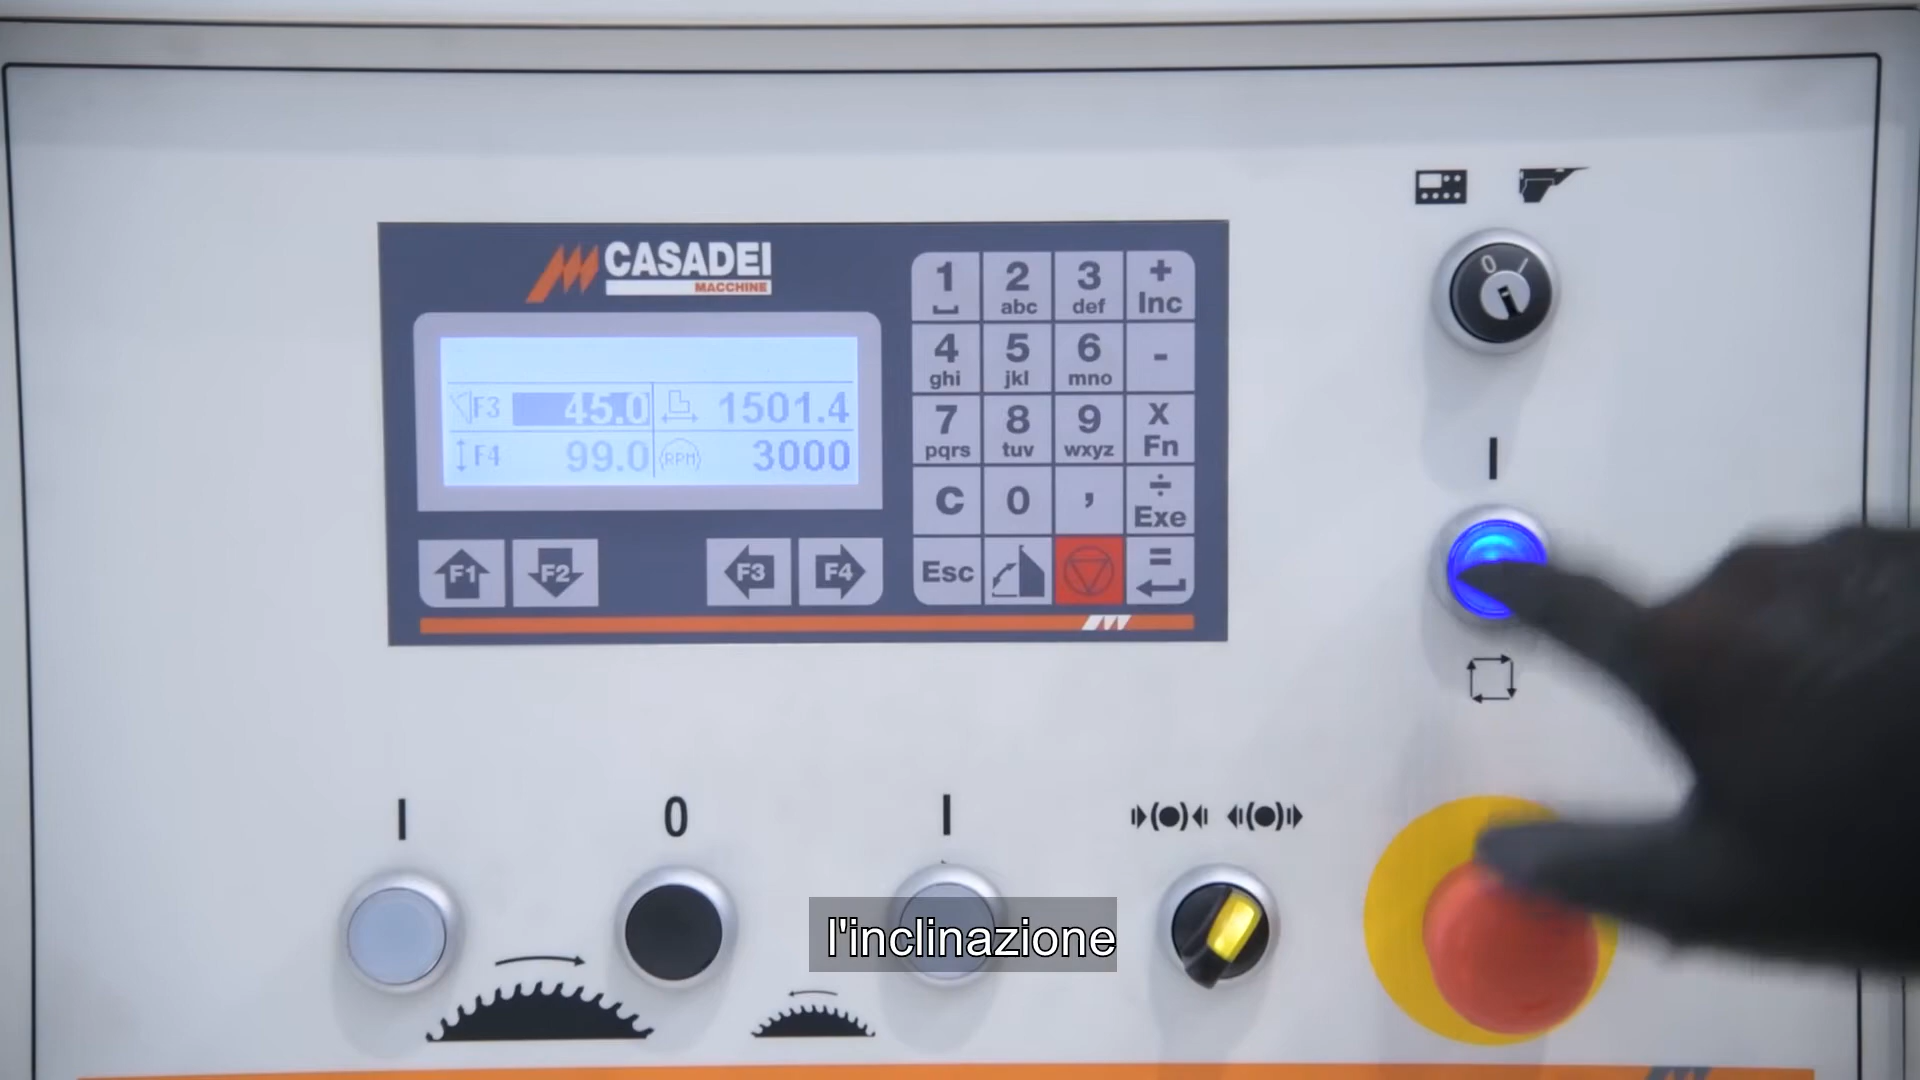 CASADEI
MACCHINE
F3 45.0 1501.4
F4 99.0 RPM 3000
F1 F2 F3 F4
1 2 abc 3 def + Inc
4 ghi 5 jkl 6 mno -
7 pqrs 8 tuv 9 wxyz X Fn
C 0 , ÷ Exe
Esc =
0 I
I
I 0 I
l'inclinazione